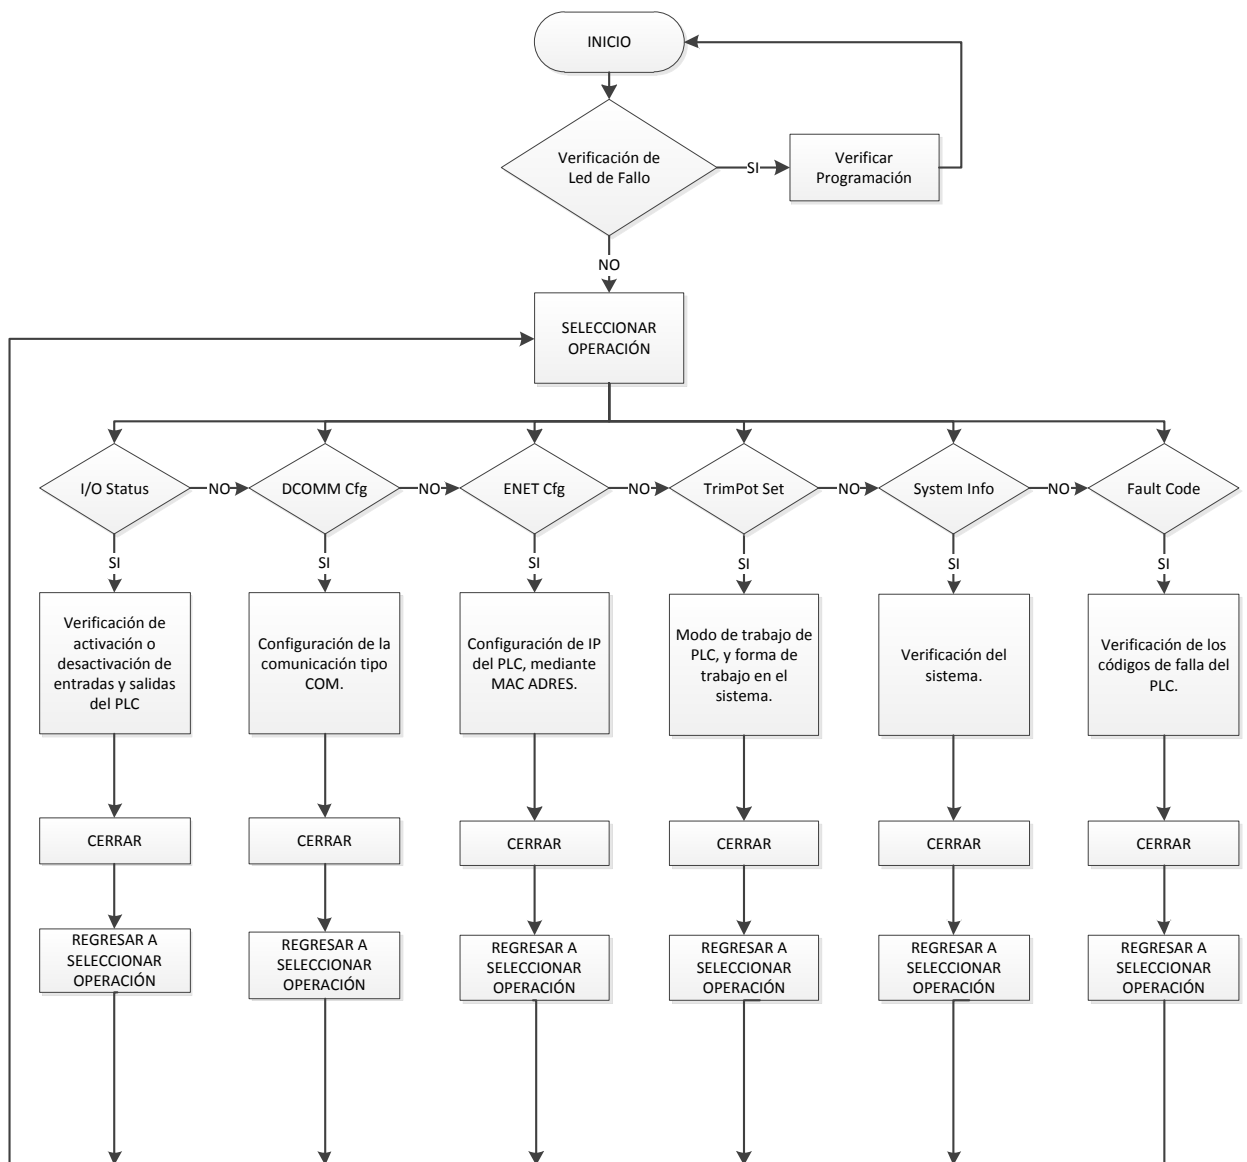 INICIO
Verificación de
Led de Fallo
SI
Verificar
Programación
NO
SELECCIONAR
OPERACIÓN
I/O Status
NO
DCOMM Cfg
NO
ENET Cfg
NO
TrimPot Set
NO
System Info
NO
Fault Code
SI
SI
SI
SI
SI
SI
Verificación de
activación o
desactivación de
entradas y salidas
del PLC
Configuración de la
comunicación tipo
COM.
Configuración de IP
del PLC, mediante
MAC ADRES.
Modo de trabajo de
PLC, y forma de
trabajo en el
sistema.
Verificación del
sistema.
Verificación de los
códigos de falla del
PLC.
CERRAR
CERRAR
CERRAR
CERRAR
CERRAR
CERRAR
REGRESAR A
SELECCIONAR
OPERACIÓN
REGRESAR A
SELECCIONAR
OPERACIÓN
REGRESAR A
SELECCIONAR
OPERACIÓN
REGRESAR A
SELECCIONAR
OPERACIÓN
REGRESAR A
SELECCIONAR
OPERACIÓN
REGRESAR A
SELECCIONAR
OPERACIÓN